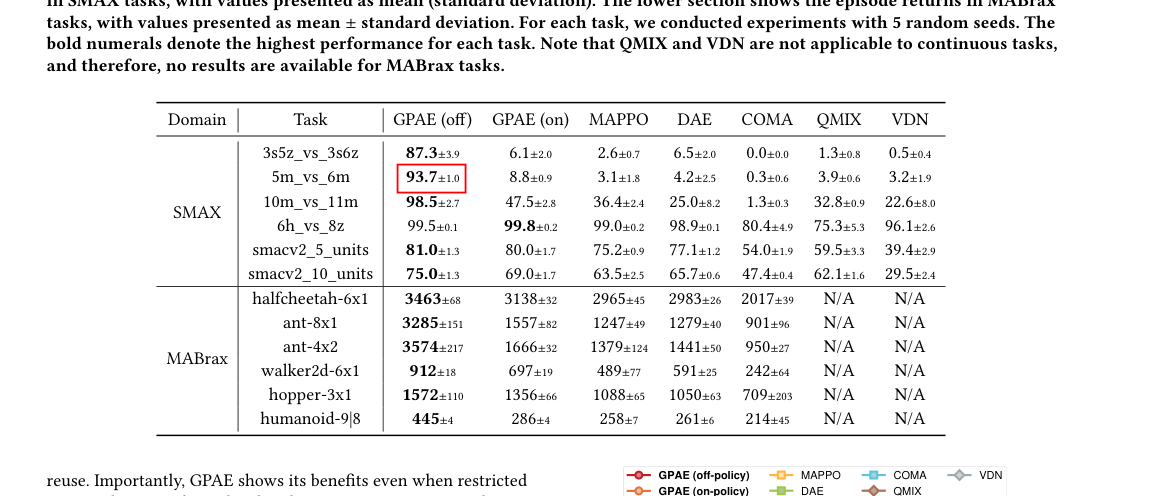 in SMAX tasks, with values presented as mean (standard deviation). The lower section shows the episode returns in MABrax
tasks, with values presented as mean ± standard deviation. For each task, we conducted experiments with 5 random seeds. The
bold numerals denote the highest performance for each task. Note that QMIX and VDN are not applicable to continuous tasks,
and therefore, no results are available for MABrax tasks.
Domain Task GPAE (off) GPAE (on) MAPPO DAE COMA QMIX VDN
SMAX
3s5z_vs_3s6z 87.3±3.9 6.1±2.0 2.6±0.7 6.5±2.0 0.0±0.0 1.3±0.8 0.5±0.4
5m_vs_6m 93.7±1.0 8.8±0.9 3.1±1.8 4.2±2.5 0.3±0.6 3.9±0.6 3.2±1.9
10m_vs_11m 98.5±2.7 47.5±2.8 36.4±2.4 25.0±8.2 1.3±0.3 32.8±0.9 22.6±8.0
6h_vs_8z 99.5±0.1 99.8±0.2 99.0±0.2 98.9±0.1 80.4±4.9 75.3±5.3 96.1±2.6
smacv2_5_units 81.0±1.3 80.0±1.7 75.2±0.9 77.1±1.2 54.0±1.9 59.5±3.3 39.4±2.9
smacv2_10_units 75.0±1.3 69.0±1.7 63.5±2.5 65.7±0.6 47.4±0.4 62.1±1.6 29.5±2.4
MABrax
halfcheetah-6x1 3463±68 3138±32 2965±45 2983±26 2017±39 N/A N/A
ant-8x1 3285±151 1557±82 1247±49 1279±40 901±96 N/A N/A
ant-4x2 3574±217 1666±32 1379±124 1441±50 950±27 N/A N/A
walker2d-6x1 912±18 697±19 489±77 591±25 242±64 N/A N/A
hopper-3x1 1572±110 1356±66 1088±65 1050±63 709±203 N/A N/A
humanoid-9|8 445±4 286±4 258±7 261±6 214±45 N/A N/A
reuse. Importantly, GPAE shows its benefits even when restricted
GPAE (off-policy) MAPPO COMA VDN
GPAE (on-policy) DAE QMIX